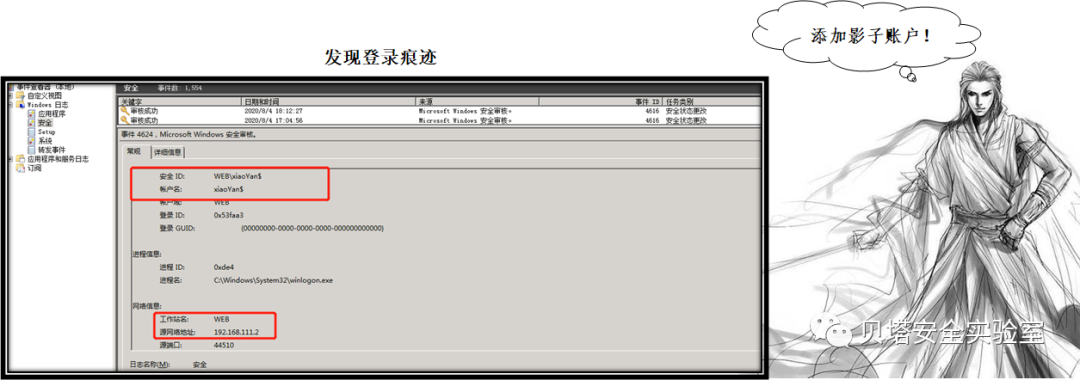 添加影子账户!
发现登录痕迹
事件查看器 (本地)
自定义视图
Windows 日志
应用程序
安全
Setup
系统
转发事件
应用程序和服务日志
订阅
安全 事件数: 1,554
关键字 日期和时间 来源 事件 ID 任务类别
审核成功 2020/8/4 18:12:27 Microsoft Windows 安全审核。 4616 安全状态更改
审核成功 2020/8/4 17:04:56 Microsoft Windows 安全审核。 4616 安全状态更改
事件 4624，Microsoft Windows 安全审核。
常规 详细信息
安全 ID: WEB\xiaoYan$
帐户名: xiaoYan$
帐户域: WEB
登录 ID: 0x53faa3
登录 GUID: {00000000-0000-0000-0000-000000000000}
进程信息:
进程 ID: 0xde4
进程名: C:\Windows\System32\winlogon.exe
网络信息:
工作站名: WEB
源网络地址: 192.168.111.2
源端口: 44510
日志名称(M): 安全
贝塔安全实验室